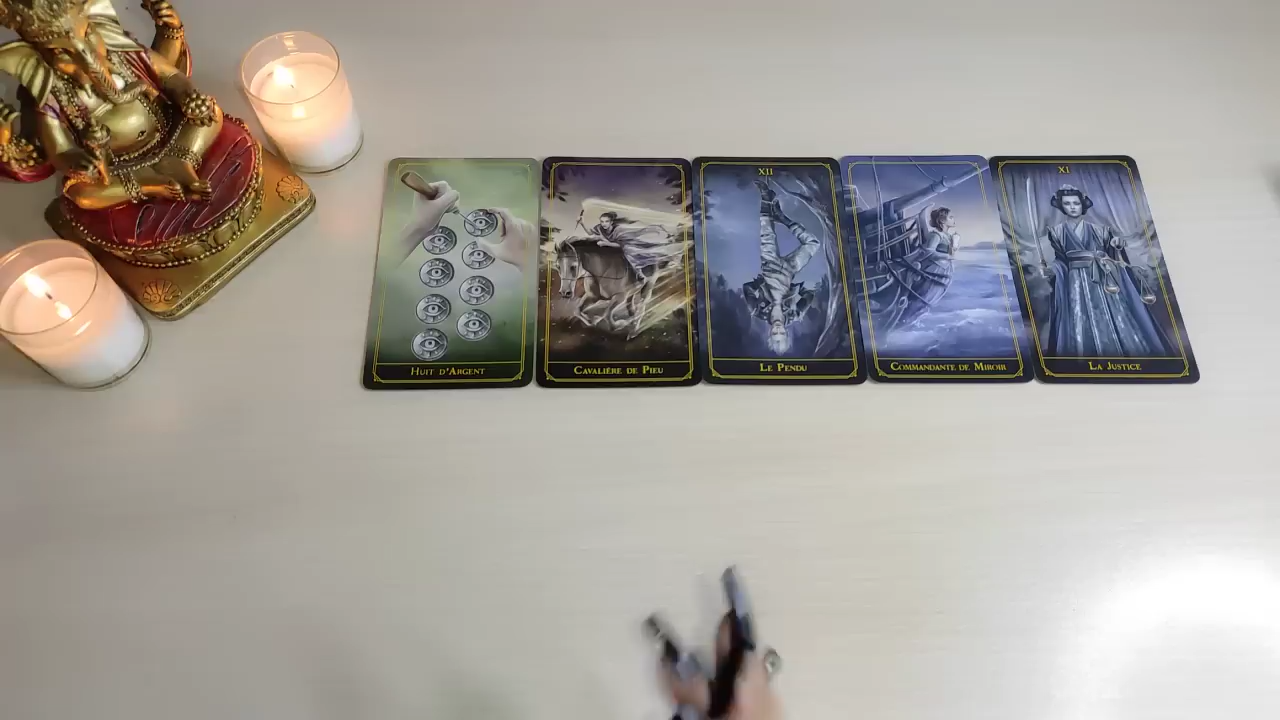 HUIT D'ARGENT
CAVALIÈRE DE PIEU
XII
LE PENDU
COMMANDANTE DE MIROIR
XI
LA JUSTICE